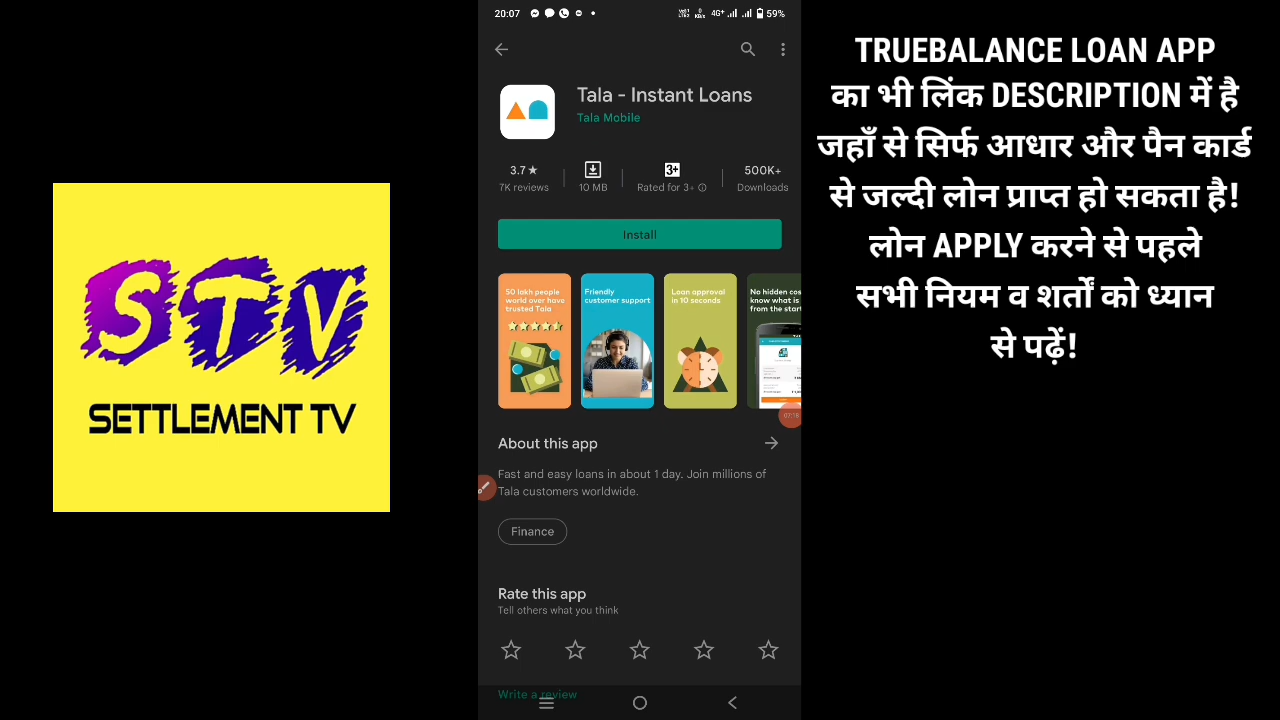 STV
SETTLEMENT TV
20:07
4G+
59%
Tala - Instant Loans
Tala Mobile
3.7★
7K reviews
10 MB
3+
Rated for 3+
500K+
Downloads
Install
50 lakh people
world over have
trusted Tala
Friendly
customer support
Loan approval
in 10 seconds
No hidden cos
know what is
from the start
About this app
Fast and easy loans in about 1 day. Join millions of
Tala customers worldwide.
Finance
Rate this app
Tell others what you think
Write a review
TRUEBALANCE LOAN APP
का भी लिंक DESCRIPTION में है
जहाँ से सिर्फ आधार और पैन कार्ड
से जल्दी लोन प्राप्त हो सकता है!
लोन APPLY करने से पहले
सभी नियम व शर्तों को ध्यान
से पढ़ें!